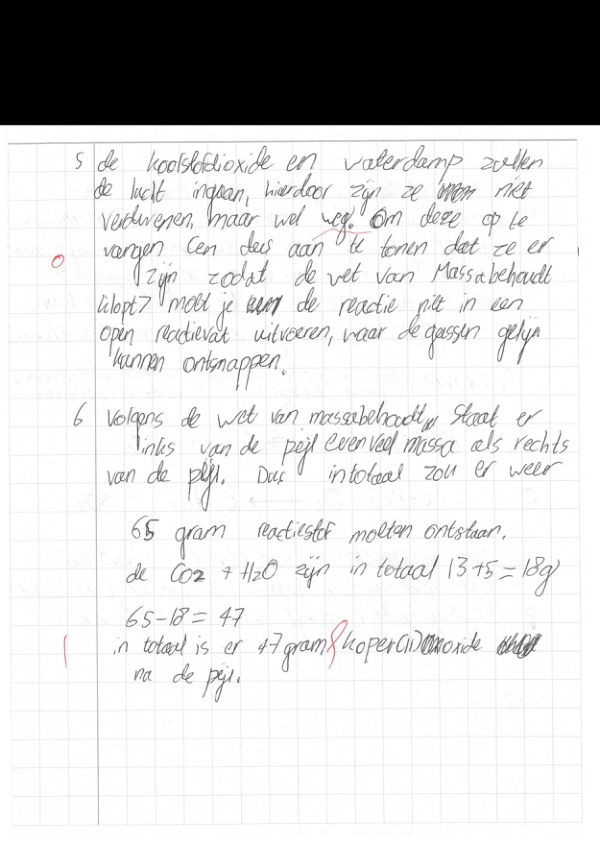 5 de koolstofdioxide en waterdamp zullen
de lucht ingaan, hierdoor zijn ze niet
verdwenen, maar wel weg. Om deze op te
vangen (en dus aan te tonen dat ze er
zijn zodat de wet van Massabehoudt
klopt) moet je de reactie niet in een
open reactievat uitvoeren, waar de gassen gelijk
kunnen ontsnappen.
0
6 Volgens de wet van massabehoudt, staat er
links van de pijl evenveel massa als rechts
van de pijl. Dus in totaal zou er weer
65 gram reactiestof moeten ontstaan.
de CO2 + H2O zijn in totaal 13+5=18g
65-18=47
in totaal is er 47 gram koper(II)oxide
na de pijl.
1